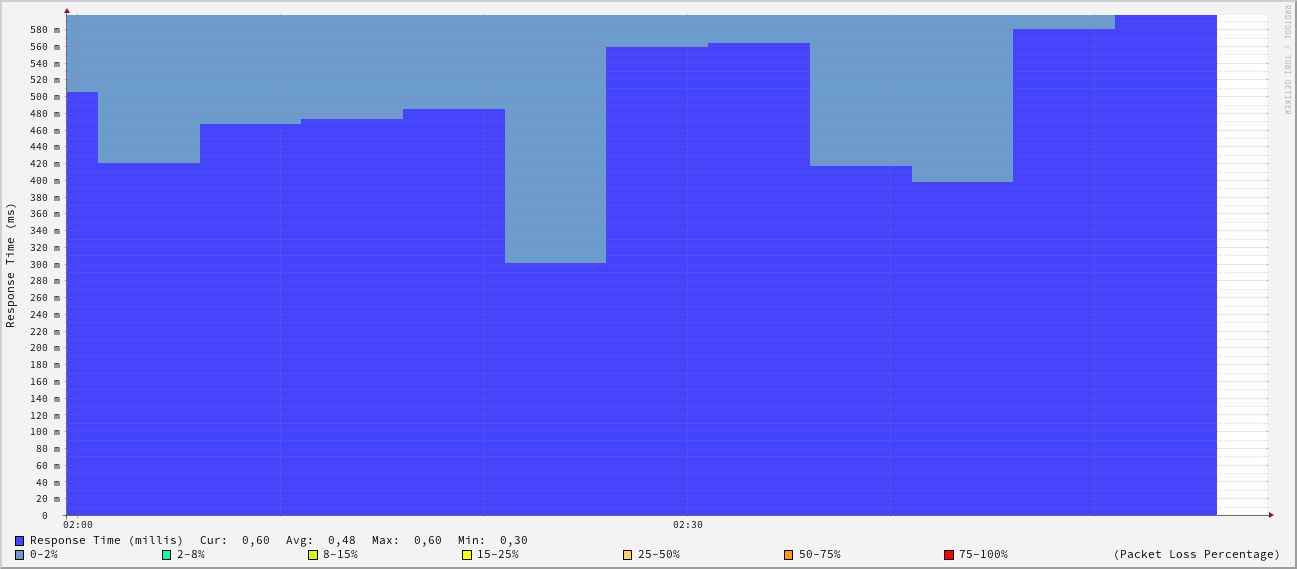 RRDTOOL / TOBI OETIKER
Response Time (ms)
580 m
560 m
540 m
520 m
500 m
480 m
460 m
440 m
420 m
400 m
380 m
360 m
340 m
320 m
300 m
280 m
260 m
240 m
220 m
200 m
180 m
160 m
140 m
120 m
100 m
80 m
60 m
40 m
20 m
0
02:00 02:30
Response Time (millis) Cur: 0,60 Avg: 0,48 Max: 0,60 Min: 0,30
0-2% 2-8% 8-15% 15-25% 25-50% 50-75% 75-100% (Packet Loss Percentage)